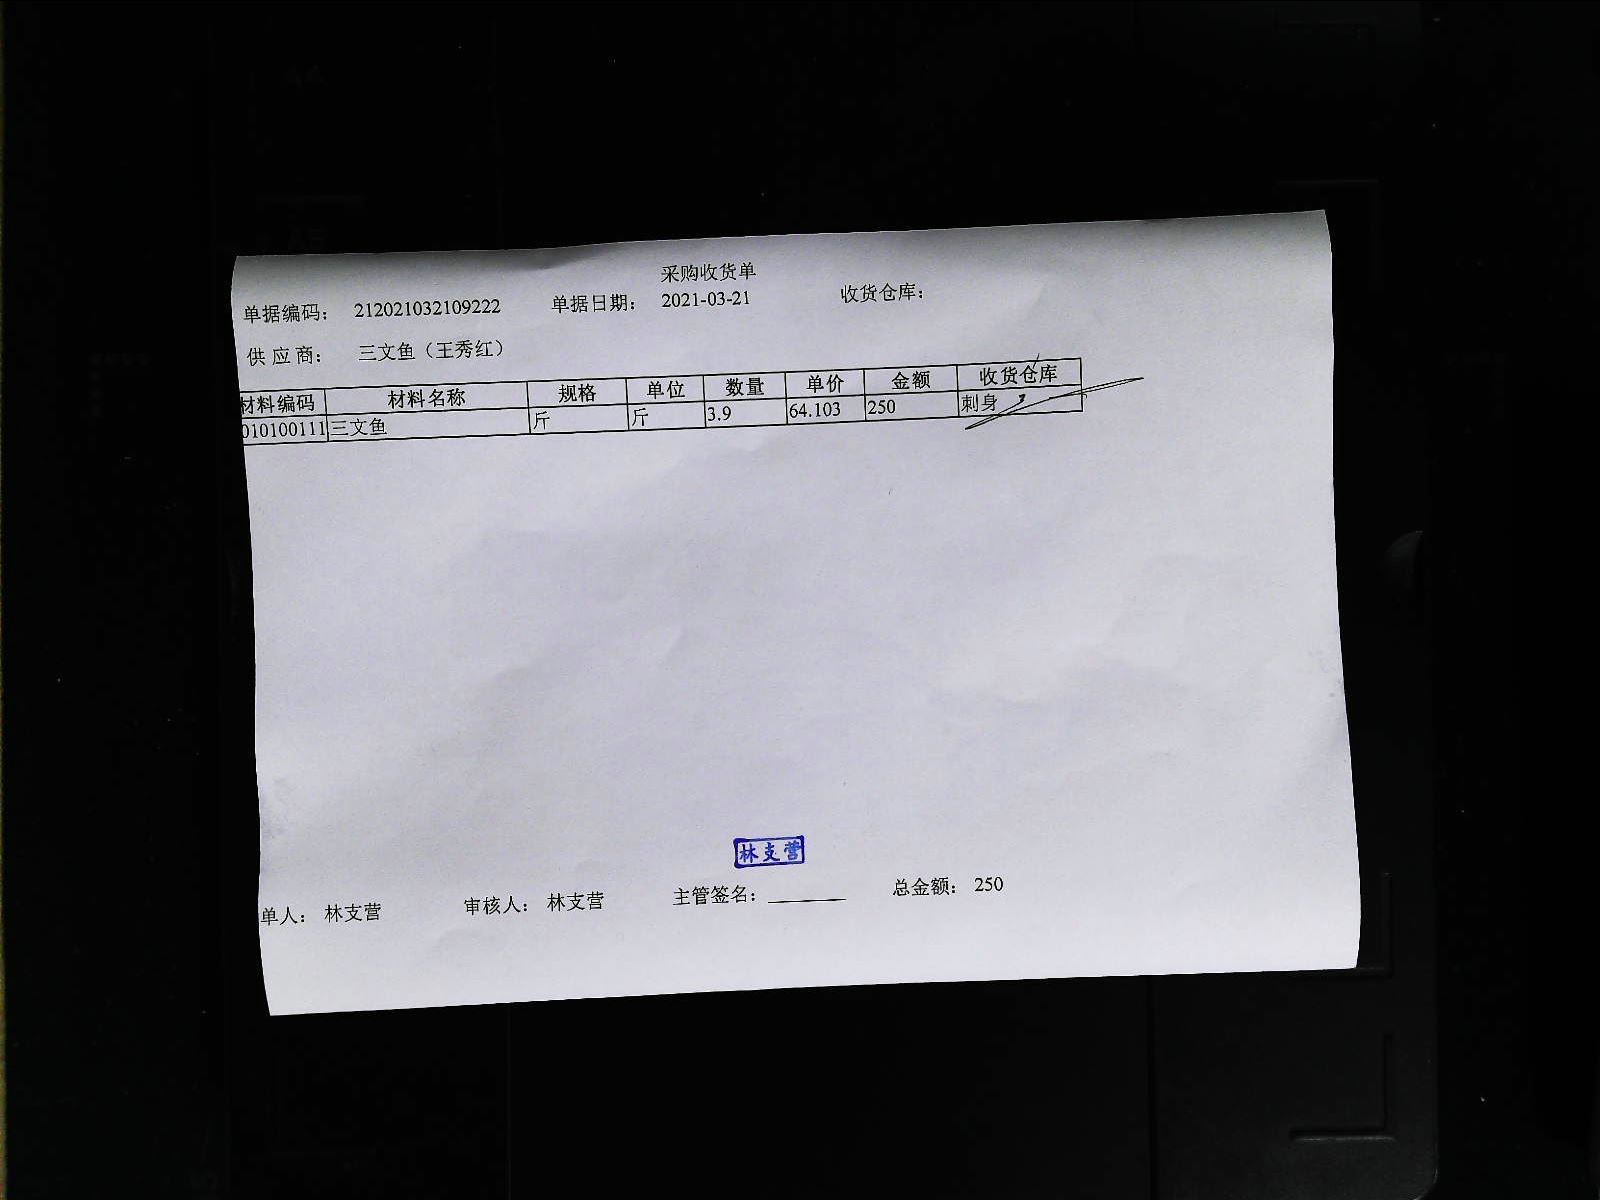 采购收货单
单据编码： 212021032109222 单据日期： 2021-03-21 收货仓库：
供应商： 三文鱼（王秀红）
材料编码 材料名称 规格 单位 数量 单价 金额 收货仓库
010100111 三文鱼 斤 斤 3.9 64.103 250 刺身
林支营
单人： 林支营 审核人： 林支营 主管签名： 总金额： 250